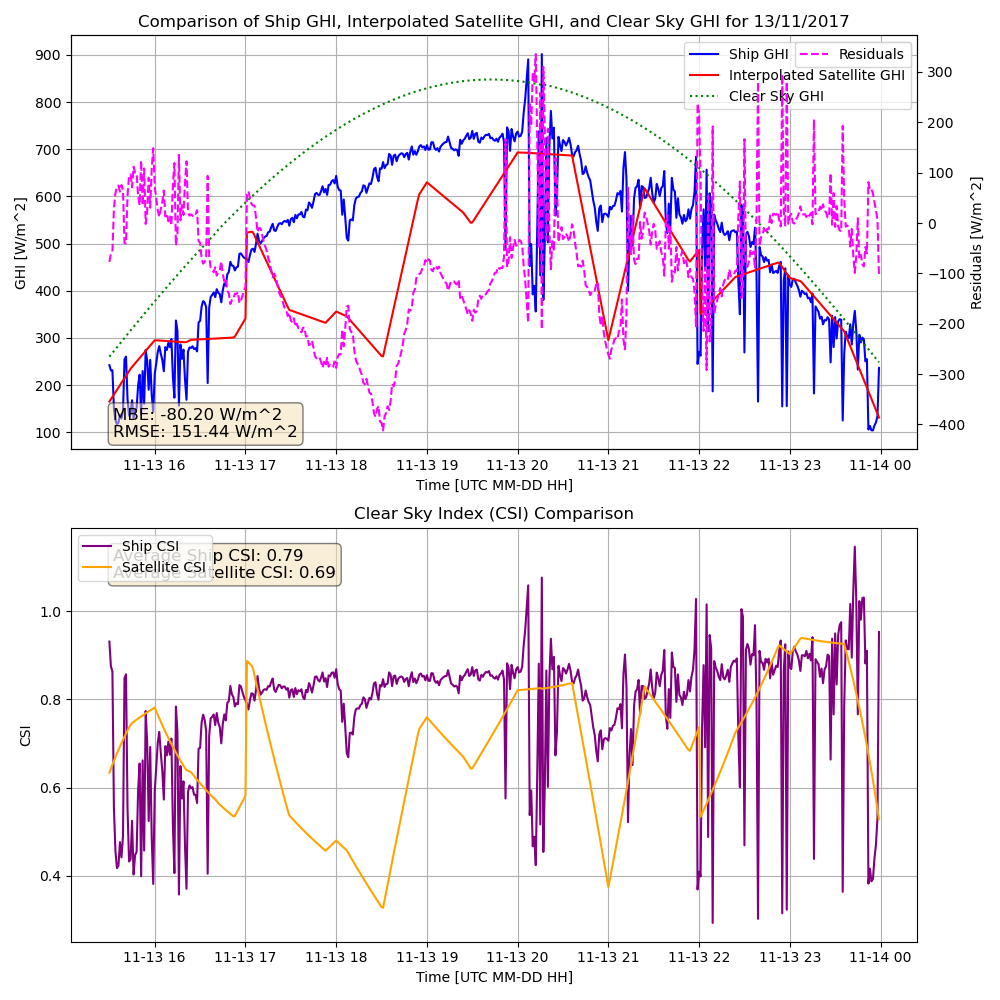 Comparison of Ship GHI, Interpolated Satellite GHI, and Clear Sky GHI for 13/11/2017
Ship GHI
Interpolated Satellite GHI
Clear Sky GHI
Residuals
GHI [W/m^2]
900
800
700
600
500
400
300
200
100
Residuals [W/m^2]
300
200
100
0
−100
−200
−300
−400
MBE: -80.20 W/m^2
RMSE: 151.44 W/m^2
11-13 16
11-13 17
11-13 18
11-13 19
11-13 20
11-13 21
11-13 22
11-13 23
11-14 00
Time [UTC MM-DD HH]
Clear Sky Index (CSI) Comparison
Ship CSI
Satellite CSI
Average Ship CSI: 0.79
Average Satellite CSI: 0.69
CSI
1.0
0.8
0.6
0.4
11-13 16
11-13 17
11-13 18
11-13 19
11-13 20
11-13 21
11-13 22
11-13 23
11-14 00
Time [UTC MM-DD HH]